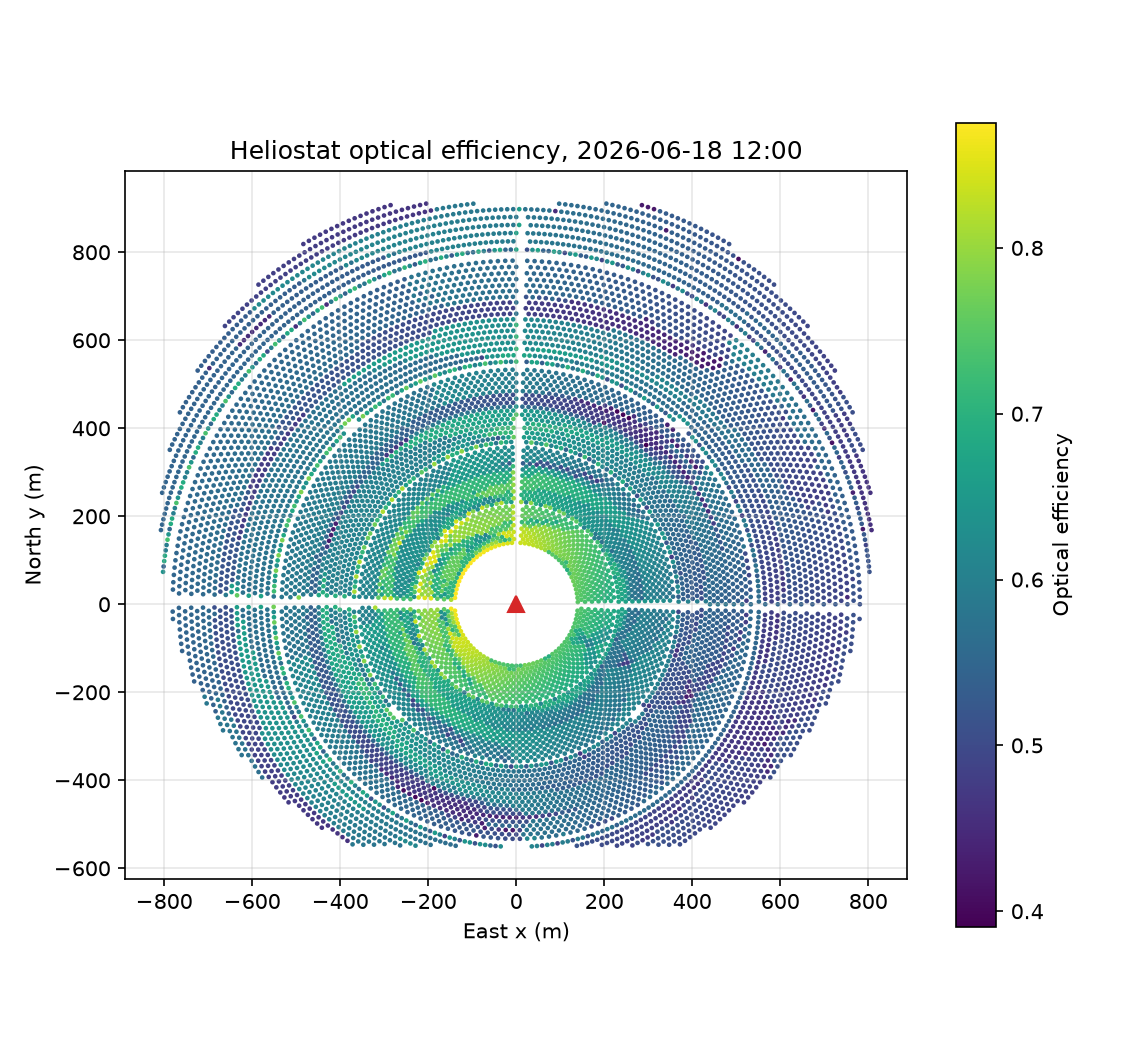 Heliostat optical efficiency, 2026-06-18 12:00
800
600
400
200
0
−200
−400
−600
North y (m)
−800 −600 −400 −200 0 200 400 600 800
East x (m)
0.8
0.7
0.6
0.5
0.4
Optical efficiency